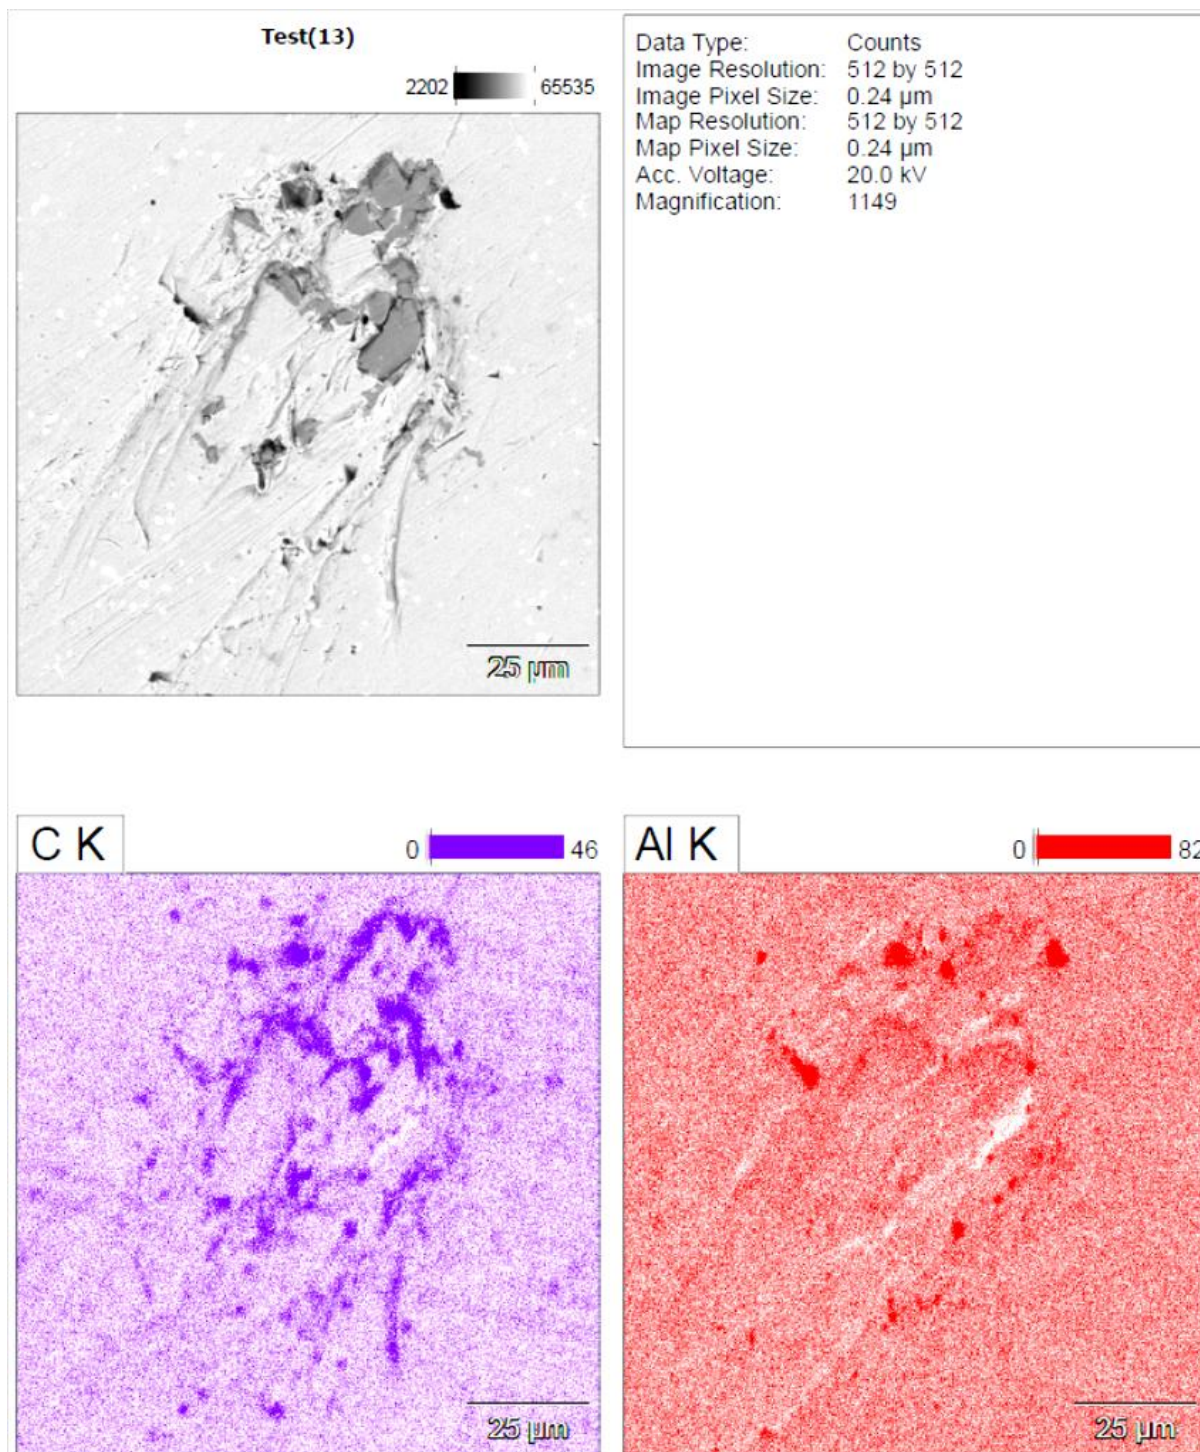 Test(13)
2202 65535
25 µm
Data Type: Counts
Image Resolution: 512 by 512
Image Pixel Size: 0.24 µm
Map Resolution: 512 by 512
Map Pixel Size: 0.24 µm
Acc. Voltage: 20.0 kV
Magnification: 1149
C K 0 46
25 µm
Al K 0 82
25 µm